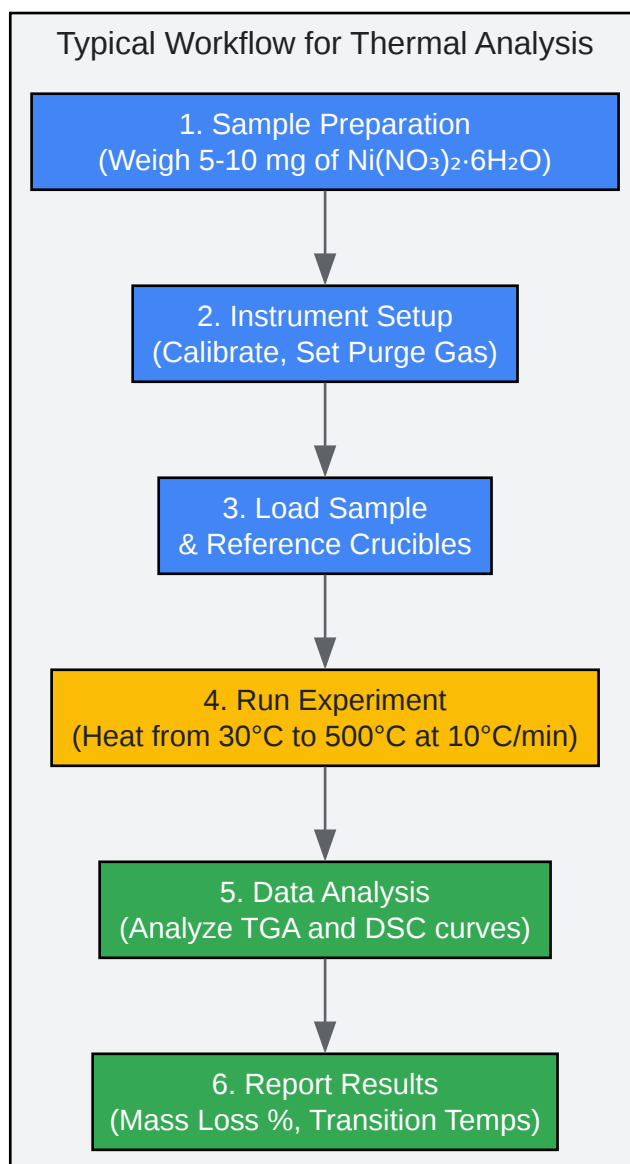 Typical Workflow for Thermal Analysis
1. Sample Preparation
(Weigh 5-10 mg of Ni(NO₃)₂·6H₂O)
2. Instrument Setup
(Calibrate, Set Purge Gas)
3. Load Sample
& Reference Crucibles
4. Run Experiment
(Heat from 30°C to 500°C at 10°C/min)
5. Data Analysis
(Analyze TGA and DSC curves)
6. Report Results
(Mass Loss %, Transition Temps)